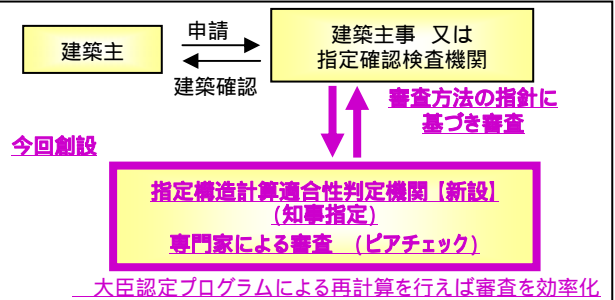 建築主
申請
建築確認
建築主事 又は
指定確認検査機関
審査方法の指針に
基づき審査
今回創設
指定構造計算適合性判定機関【新設】
(知事指定)
専門家による審査 (ピアチェック)
大臣認定プログラムによる再計算を行えば審査を効率化